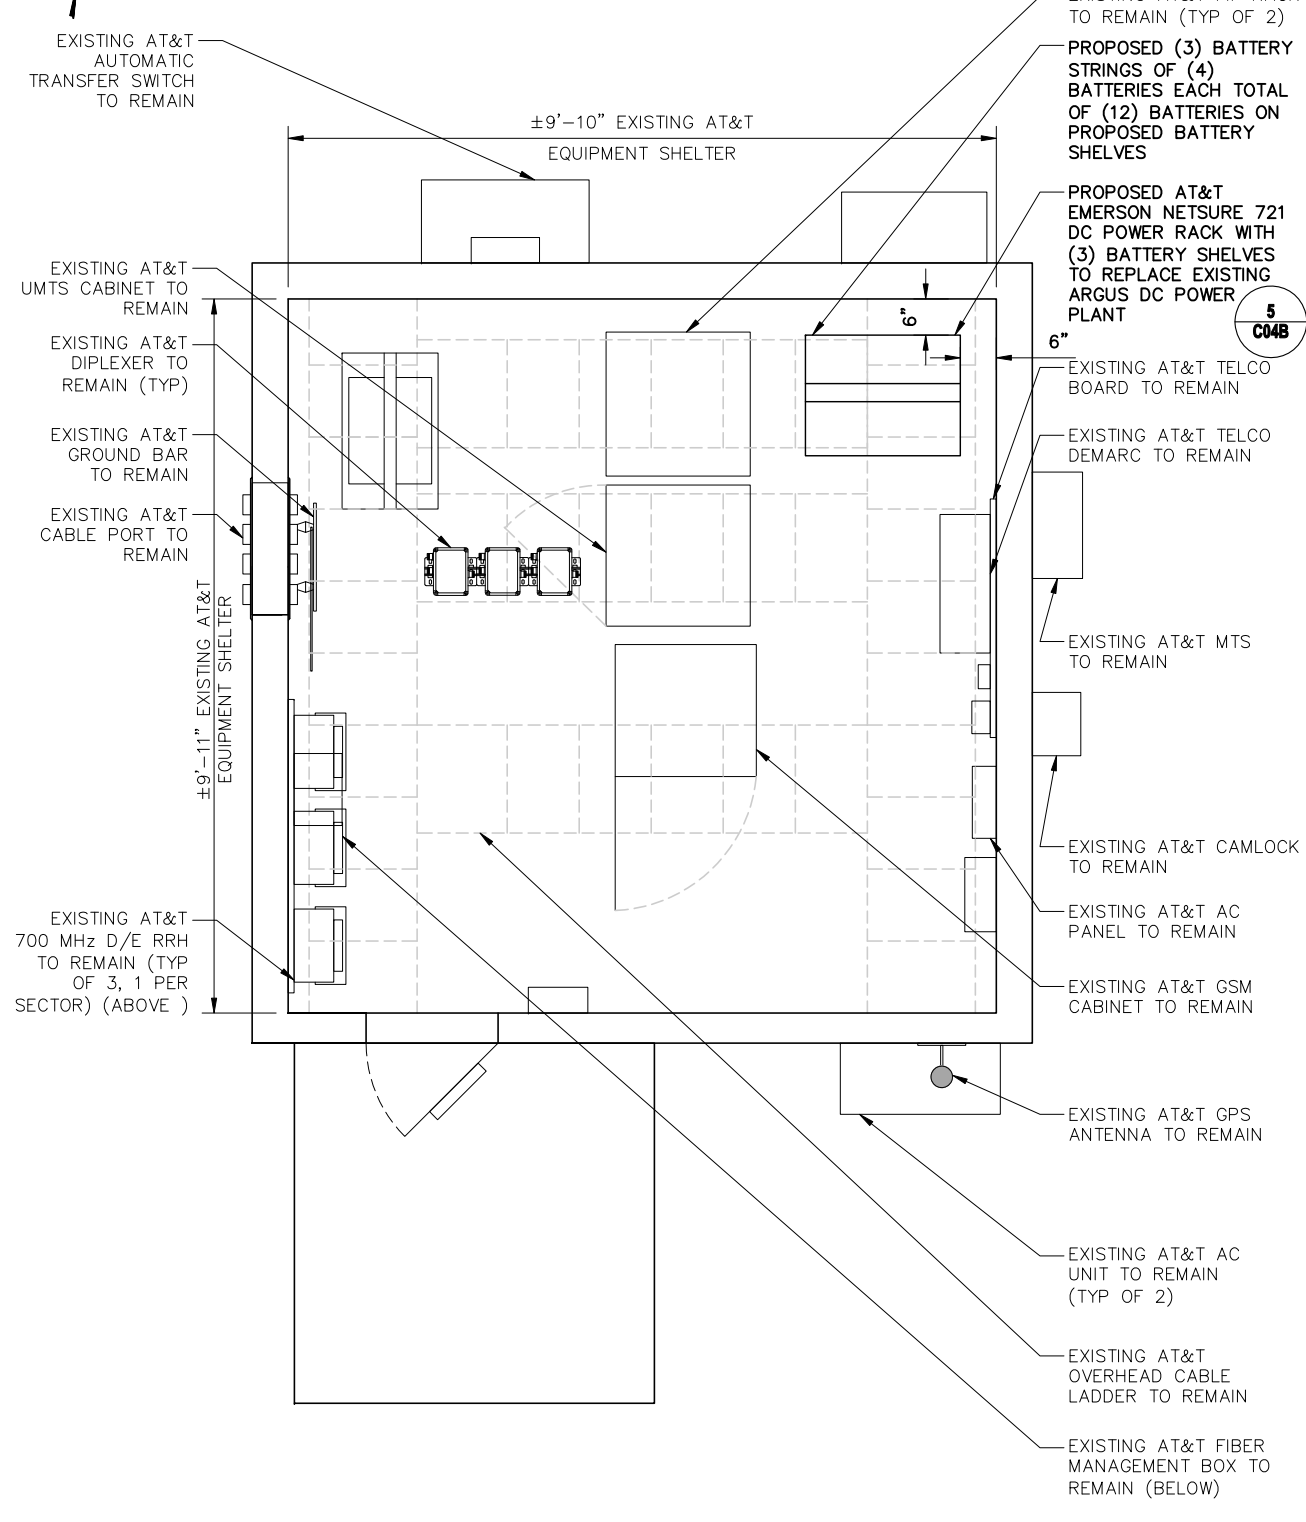 EXISTING AT&T
AUTOMATIC
TRANSFER SWITCH
TO REMAIN
±9'-10" EXISTING AT&T
EQUIPMENT SHELTER
TO REMAIN (TYP OF 2)
PROPOSED (3) BATTERY
STRINGS OF (4)
BATTERIES EACH TOTAL
OF (12) BATTERIES ON
PROPOSED BATTERY
SHELVES
PROPOSED AT&T
EMERSON NETSURE 721
DC POWER RACK WITH
(3) BATTERY SHELVES
TO REPLACE EXISTING
ARGUS DC POWER
PLANT
5
C04B
6"
6"
EXISTING AT&T
UMTS CABINET TO
REMAIN
EXISTING AT&T
DIPLEXER TO
REMAIN (TYP)
EXISTING AT&T
GROUND BAR
TO REMAIN
EXISTING AT&T
CABLE PORT TO
REMAIN
±9'-11" EXISTING AT&T
EQUIPMENT SHELTER
EXISTING AT&T
700 MHz D/E RRH
TO REMAIN (TYP
OF 3, 1 PER
SECTOR) (ABOVE )
EXISTING AT&T TELCO
BOARD TO REMAIN
EXISTING AT&T TELCO
DEMARC TO REMAIN
EXISTING AT&T MTS
TO REMAIN
EXISTING AT&T CAMLOCK
TO REMAIN
EXISTING AT&T AC
PANEL TO REMAIN
EXISTING AT&T GSM
CABINET TO REMAIN
EXISTING AT&T GPS
ANTENNA TO REMAIN
EXISTING AT&T AC
UNIT TO REMAIN
(TYP OF 2)
EXISTING AT&T
OVERHEAD CABLE
LADDER TO REMAIN
EXISTING AT&T FIBER
MANAGEMENT BOX TO
REMAIN (BELOW)